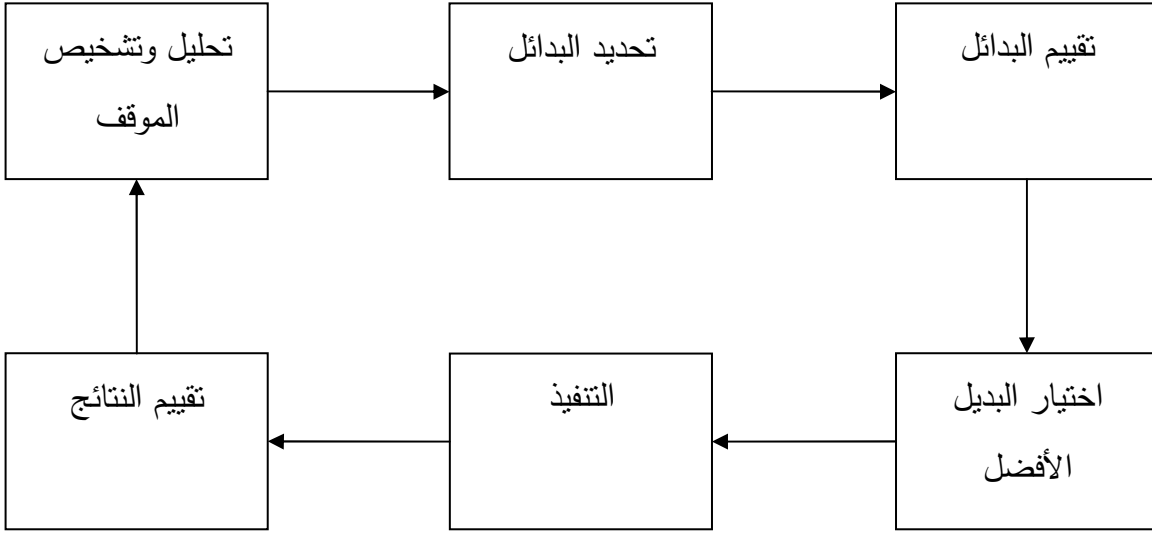 تحليل وتشخيص
الموقف
تحديد البدائل
تقييم البدائل
اختيار البديل
الأفضل
التنفيذ
تقييم النتائج